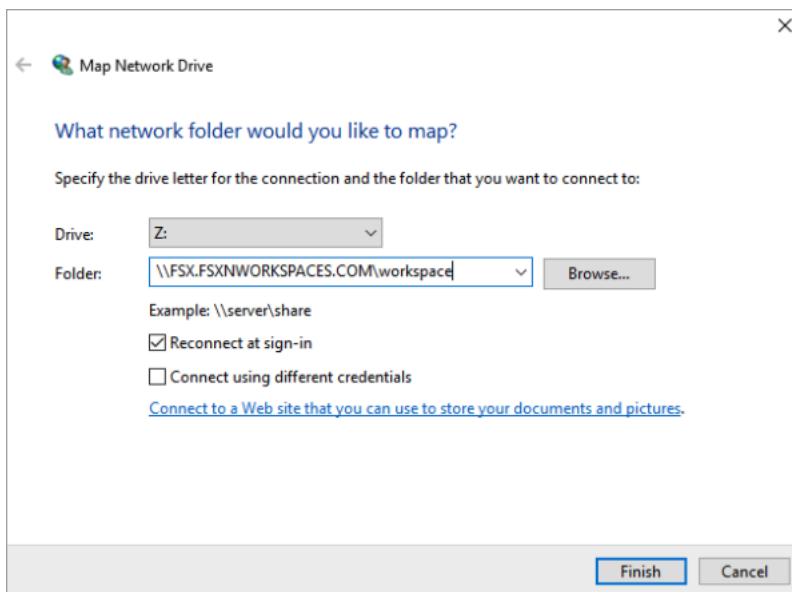 Map Network Drive
What network folder would you like to map?
Specify the drive letter for the connection and the folder that you want to connect to:
Drive: Z:
Folder: \\FSX.FSXNWORKSPACES.COM\workspace Browse...
Example: \\server\share
Reconnect at sign-in
Connect using different credentials
Connect to a Web site that you can use to store your documents and pictures.
Finish Cancel